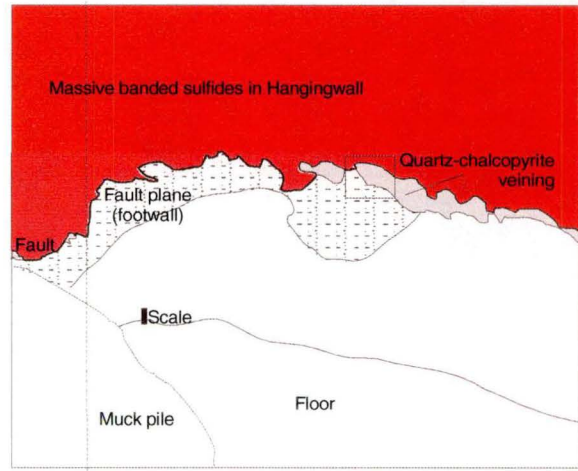 Massive banded sulfides in Hangingwall
Quartz-chalcopyrite
veining
Fault plane
(footwall)
Fault
Scale
Floor
Muck pile